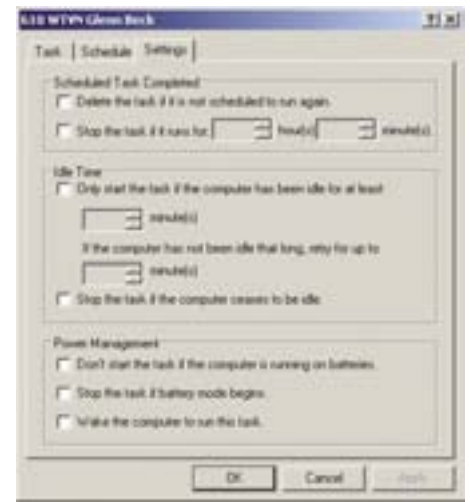 610 WTVN Glenn Beck
Task Schedule Settings
Scheduled Task Completed
Delete the task if it is not scheduled to run again.
Stop the task if it runs for: hour(s) minute(s).
Idle Time
Only start the task if the computer has been idle for at least:
minute(s)
If the computer has not been idle that long, retry for up to:
minute(s)
Stop the task if the computer ceases to be idle.
Power Management
Don't start the task if the computer is running on batteries.
Stop the task if battery mode begins.
Wake the computer to run this task.
OK Cancel Apply